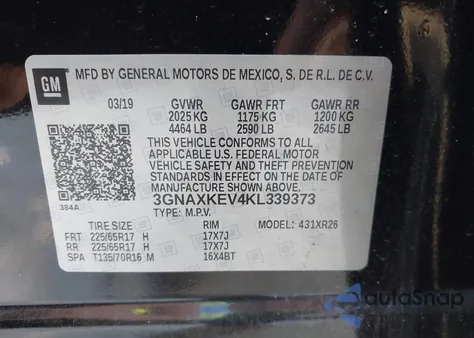 GM
MFD BY GENERAL MOTORS DE MEXICO, S. DE R.L. DE C.V.
03/19 GVWR GAWR FRT GAWR RR
2025 KG 1175 KG 1200 KG
4464 LB 2590 LB 2645 LB
THIS VEHICLE CONFORMS TO ALL
APPLICABLE U.S. FEDERAL MOTOR
VEHICLE SAFETY AND THEFT PREVENTION
STANDARDS IN EFFECT ON THE DATE OF
MANUFACTURE SHOWN ABOVE.
384A 3GNAXKEV4KL339373
TYPE: M.P.V. MODEL: 431XR26
TIRE SIZE RIM
FRT 225/65R17 H 17X7J
RR 225/65R17 H 17X7J
SPA T135/70R16 M 16X4BT
autoSnap